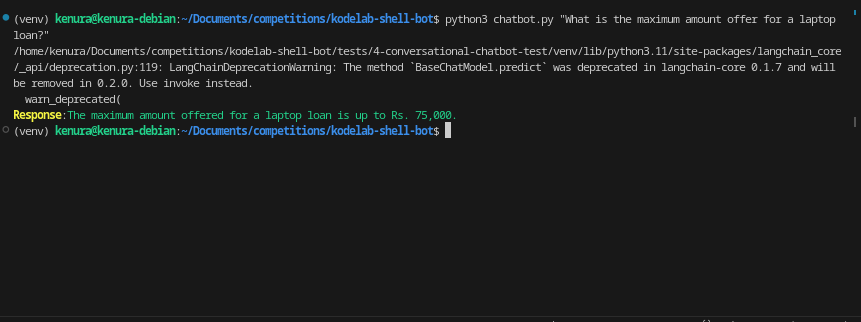 (venv) kenura@kenura-debian:~/Documents/competitions/kodelab-shell-bot$ python3 chatbot.py "What is the maximum amount offer for a laptop
loan?"
/home/kenura/Documents/competitions/kodelab-shell-bot/tests/4-conversational-chatbot-test/venv/lib/python3.11/site-packages/langchain_core
/_api/deprecation.py:119: LangChainDeprecationWarning: The method `BaseChatModel.predict` was deprecated in langchain-core 0.1.7 and will
be removed in 0.2.0. Use invoke instead.
  warn_deprecated(
Response:The maximum amount offered for a laptop loan is up to Rs. 75,000.
(venv) kenura@kenura-debian:~/Documents/competitions/kodelab-shell-bot$